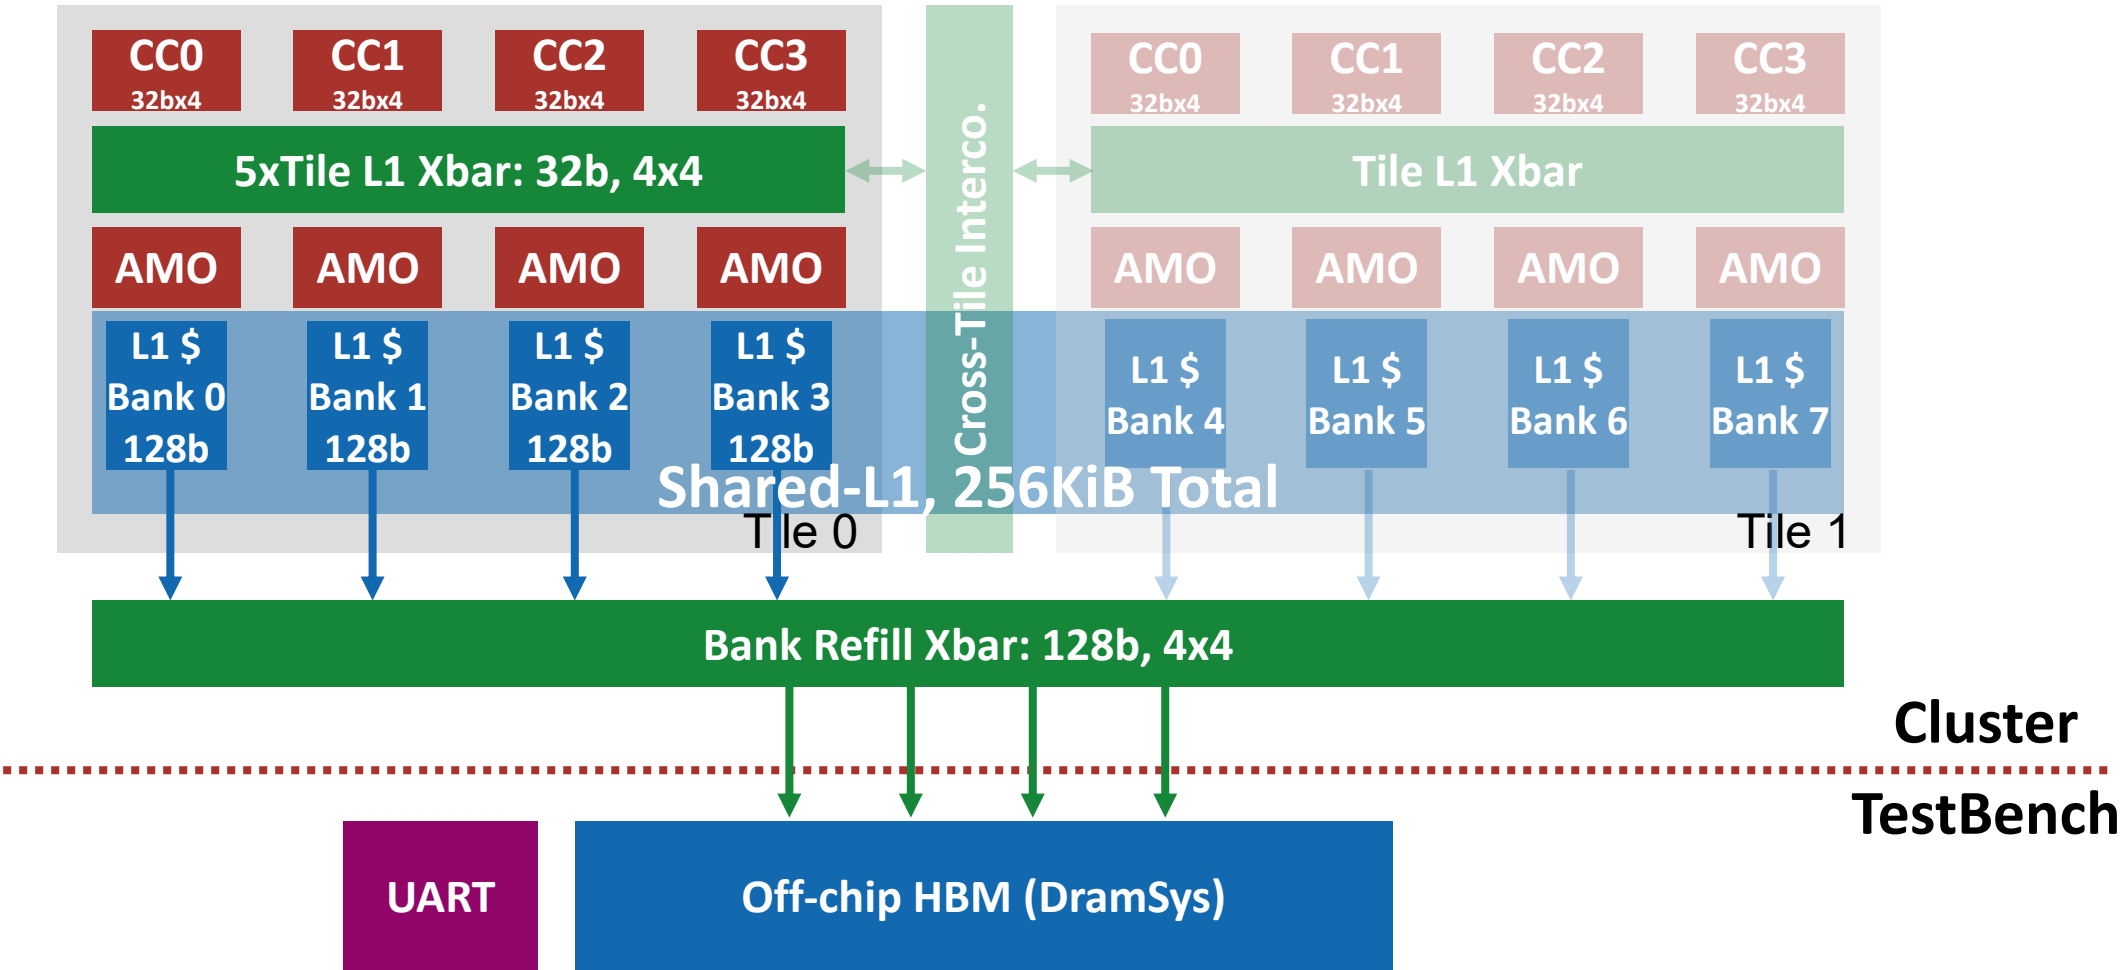 CC0
32bx4
CC1
32bx4
CC2
32bx4
CC3
32bx4
5xTile L1 Xbar: 32b, 4x4
AMO
AMO
AMO
AMO
L1 $
Bank 0
128b
L1 $
Bank 1
128b
L1 $
Bank 2
128b
L1 $
Bank 3
128b
Tile 0
Cross-Tile Interco.
CC0
32bx4
CC1
32bx4
CC2
32bx4
CC3
32bx4
Tile L1 Xbar
AMO
AMO
AMO
AMO
L1 $
Bank 4
L1 $
Bank 5
L1 $
Bank 6
L1 $
Bank 7
Tile 1
Shared-L1, 256KiB Total
Bank Refill Xbar: 128b, 4x4
Cluster
TestBench
UART
Off-chip HBM (DramSys)